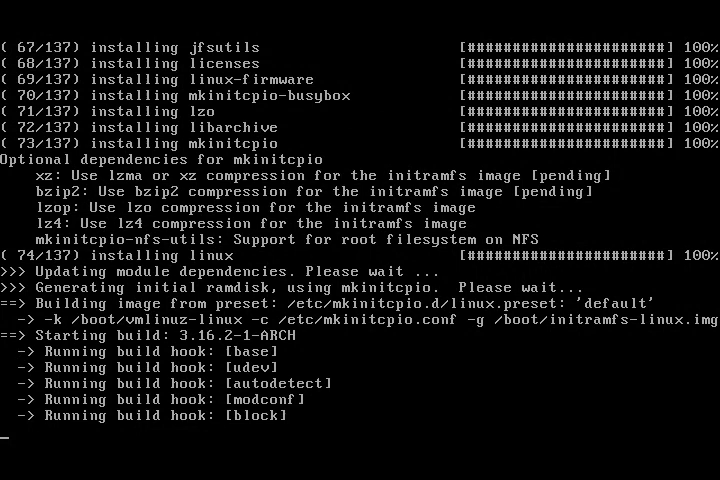 ( 67/137) installing jfsutils [######################] 100%
( 68/137) installing licenses [######################] 100%
( 69/137) installing linux-firmware [######################] 100%
( 70/137) installing mkinitcpio-busybox [######################] 100%
( 71/137) installing lzo [######################] 100%
( 72/137) installing libarchive [######################] 100%
( 73/137) installing mkinitcpio [######################] 100%
Optional dependencies for mkinitcpio
xz: Use lzma or xz compression for the initramfs image [pending]
bzip2: Use bzip2 compression for the initramfs image [pending]
lzop: Use lzo compression for the initramfs image
lz4: Use lz4 compression for the initramfs image
mkinitcpio-nfs-utils: Support for root filesystem on NFS
( 74/137) installing linux [######################] 100%
>>> Updating module dependencies. Please wait ...
>>> Generating initial ramdisk, using mkinitcpio.  Please wait...
==> Building image from preset: /etc/mkinitcpio.d/linux.preset: 'default'
-> -k /boot/vmlinuz-linux -c /etc/mkinitcpio.conf -g /boot/initramfs-linux.img
==> Starting build: 3.16.2-1-ARCH
-> Running build hook: [base]
-> Running build hook: [udev]
-> Running build hook: [autodetect]
-> Running build hook: [modconf]
-> Running build hook: [block]